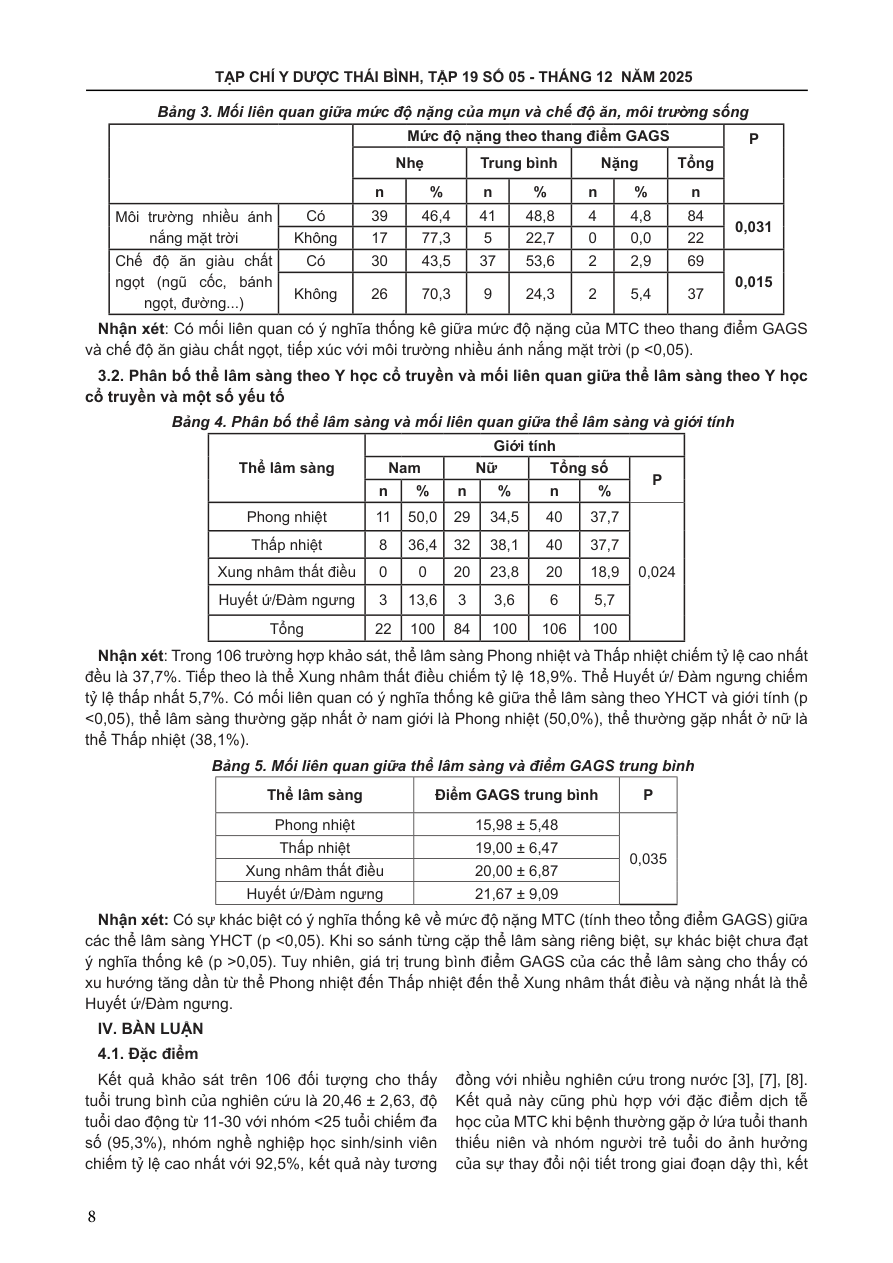 TẠP CHÍ Y DƯỢC THÁI BÌNH, TẬP 19 SỐ 05 - THÁNG 12 NĂM 2025
Bảng 3. Mối liên quan giữa mức độ nặng của mụn và chế độ ăn, môi trường sống
Mức độ nặng theo thang điểm GAGS P
Nhẹ Trung bình Nặng Tổng
n % n % n % n
Môi trường nhiều ánh nắng mặt trời Có 39 46,4 41 48,8 4 4,8 84 0,031
Không 17 77,3 5 22,7 0 0,0 22
Chế độ ăn giàu chất ngọt (ngũ cốc, bánh ngọt, đường...) Có 30 43,5 37 53,6 2 2,9 69 0,015
Không 26 70,3 9 24,3 2 5,4 37
Nhận xét: Có mối liên quan có ý nghĩa thống kê giữa mức độ nặng của MTC theo thang điểm GAGS
và chế độ ăn giàu chất ngọt, tiếp xúc với môi trường nhiều ánh nắng mặt trời (p <0,05).
3.2. Phân bố thể lâm sàng theo Y học cổ truyền và mối liên quan giữa thể lâm sàng theo Y học
cổ truyền và một số yếu tố
Bảng 4. Phân bố thể lâm sàng và mối liên quan giữa thể lâm sàng và giới tính
Thể lâm sàng Giới tính
Nam Nữ Tổng số P
n % n % n %
Phong nhiệt 11 50,0 29 34,5 40 37,7 0,024
Thấp nhiệt 8 36,4 32 38,1 40 37,7
Xung nhâm thất điều 0 0 20 23,8 20 18,9
Huyết ứ/Đàm ngưng 3 13,6 3 3,6 6 5,7
Tổng 22 100 84 100 106 100
Nhận xét: Trong 106 trường hợp khảo sát, thể lâm sàng Phong nhiệt và Thấp nhiệt chiếm tỷ lệ cao nhất
đều là 37,7%. Tiếp theo là thể Xung nhâm thất điều chiếm tỷ lệ 18,9%. Thể Huyết ứ/ Đàm ngưng chiếm
tỷ lệ thấp nhất 5,7%. Có mối liên quan có ý nghĩa thống kê giữa thể lâm sàng theo YHCT và giới tính (p
<0,05), thể lâm sàng thường gặp nhất ở nam giới là Phong nhiệt (50,0%), thể thường gặp nhất ở nữ là
thể Thấp nhiệt (38,1%).
Bảng 5. Mối liên quan giữa thể lâm sàng và điểm GAGS trung bình
Thể lâm sàng Điểm GAGS trung bình P
Phong nhiệt 15,98 ± 5,48 0,035
Thấp nhiệt 19,00 ± 6,47
Xung nhâm thất điều 20,00 ± 6,87
Huyết ứ/Đàm ngưng 21,67 ± 9,09
Nhận xét: Có sự khác biệt có ý nghĩa thống kê về mức độ nặng MTC (tính theo tổng điểm GAGS) giữa
các thể lâm sàng YHCT (p <0,05). Khi so sánh từng cặp thể lâm sàng riêng biệt, sự khác biệt chưa đạt
ý nghĩa thống kê (p >0,05). Tuy nhiên, giá trị trung bình điểm GAGS của các thể lâm sàng cho thấy có
xu hướng tăng dần từ thể Phong nhiệt đến Thấp nhiệt đến thể Xung nhâm thất điều và nặng nhất là thể
Huyết ứ/Đàm ngưng.
IV. BÀN LUẬN
4.1. Đặc điểm
Kết quả khảo sát trên 106 đối tượng cho thấy
tuổi trung bình của nghiên cứu là 20,46 ± 2,63, độ
tuổi dao động từ 11-30 với nhóm <25 tuổi chiếm đa
số (95,3%), nhóm nghề nghiệp học sinh/sinh viên
chiếm tỷ lệ cao nhất với 92,5%, kết quả này tương
đồng với nhiều nghiên cứu trong nước [3], [7], [8].
Kết quả này cũng phù hợp với đặc điểm dịch tễ
học của MTC khi bệnh thường gặp ở lứa tuổi thanh
thiếu niên và nhóm người trẻ tuổi do ảnh hưởng
của sự thay đổi nội tiết trong giai đoạn dậy thì, kết
8